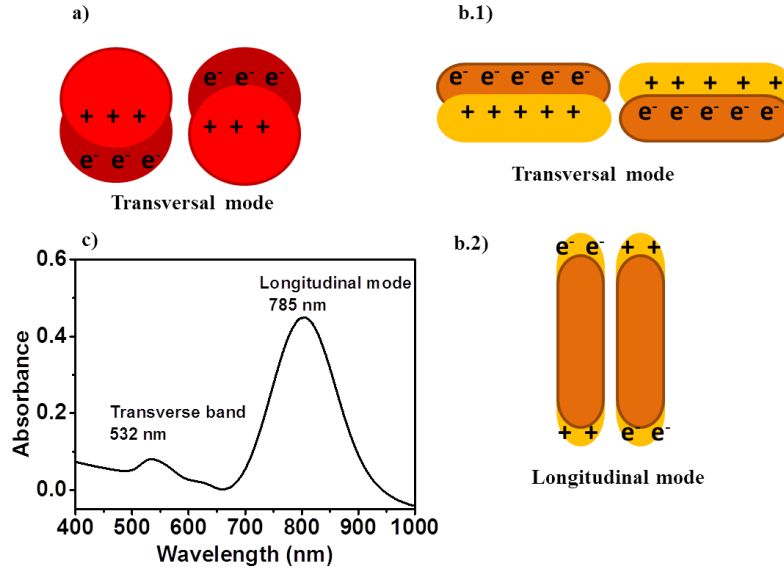 a)
+ + +
e⁻ e⁻ e⁻
e⁻ e⁻ e⁻
+ + +
Transversal mode
b.1)
e⁻ e⁻ e⁻ e⁻ e⁻
+ + + + +
+ + + + +
e⁻ e⁻ e⁻ e⁻ e⁻
Transversal mode
c)
Absorbance
0.6
0.4
0.2
0.0
Longitudinal mode
785 nm
Transverse band
532 nm
400 500 600 700 800 900 1000
Wavelength (nm)
b.2)
e⁻ e⁻ + +
+ + e⁻ e⁻
Longitudinal mode